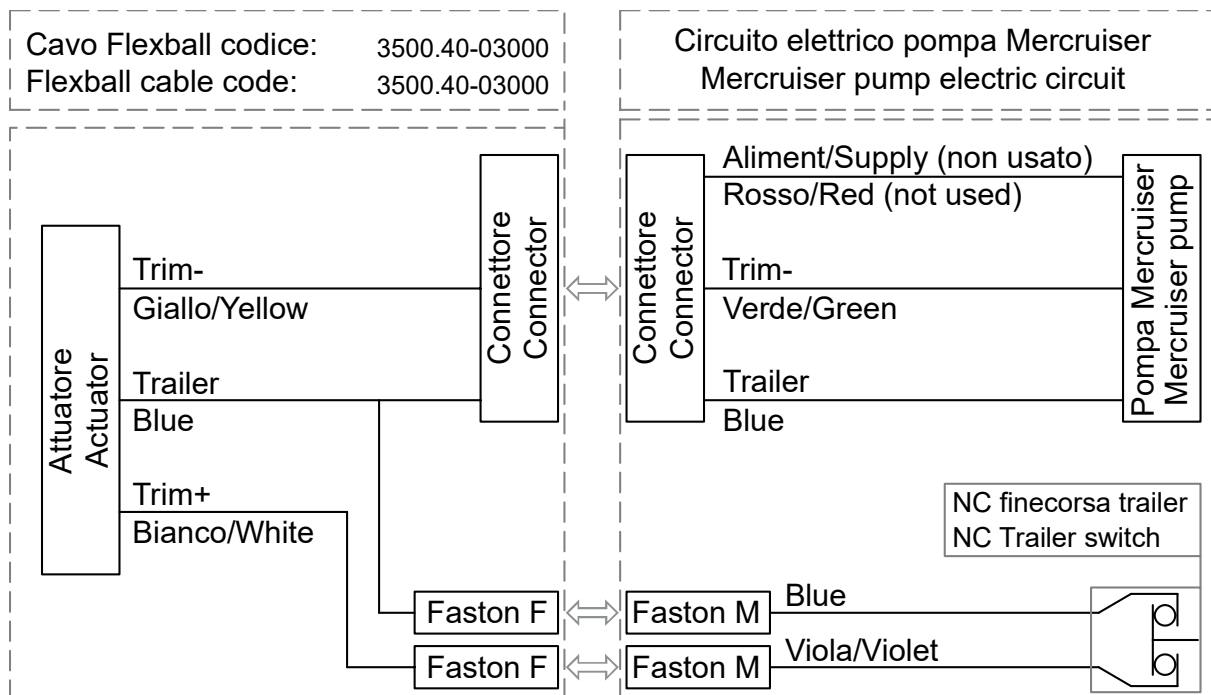 Cavo Flexball codice: 3500.40-03000
Flexball cable code: 3500.40-03000
Circuito elettrico pompa Mercruiser
Mercruiser pump electric circuit
Attuatore
Actuator
Trim-
Giallo/Yellow
Trailer
Blue
Trim+
Bianco/White
Connettore
Connector
Faston F
Faston F
Connettore
Connector
Aliment/Supply (non usato)
Rosso/Red (not used)
Trim-
Verde/Green
Trailer
Blue
Pompa Mercruiser
Mercruiser pump
NC finecorsa trailer
NC Trailer switch
Faston M
Blue
Faston M
Viola/Violet